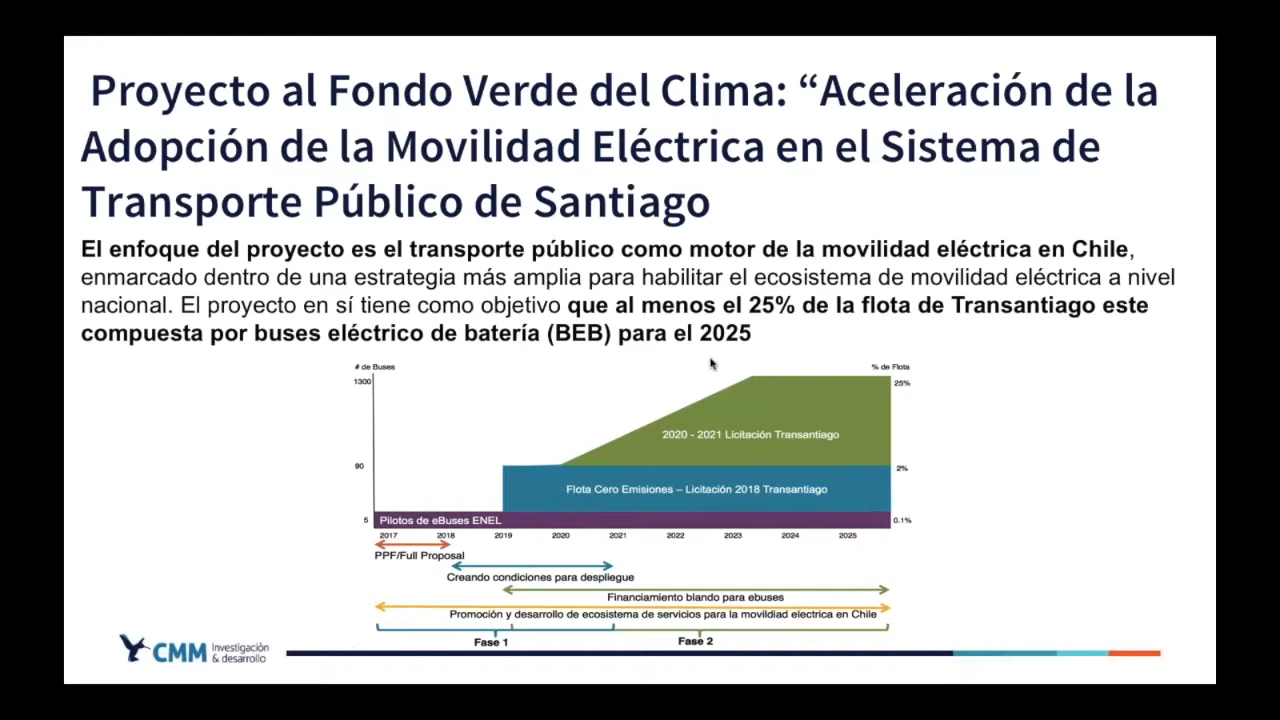 Proyecto al Fondo Verde del Clima: “Aceleración de la
Adopción de la Movilidad Eléctrica en el Sistema de
Transporte Público de Santiago
El enfoque del proyecto es el transporte público como motor de la movilidad eléctrica en Chile,
enmarcado dentro de una estrategia más amplia para habilitar el ecosistema de movilidad eléctrica a nivel
nacional. El proyecto en sí tiene como objetivo que al menos el 25% de la flota de Transantiago este
compuesta por buses eléctrico de batería (BEB) para el 2025
# de Buses
% de Flota
1300
25%
2020 - 2021 Licitación Transantiago
90
2%
Flota Cero Emisiones – Licitación 2018 Transantiago
5
Pilotos de eBuses ENEL
0.1%
2017 2018 2019 2020 2021 2022 2023 2024 2025
PPF/Full Proposal
Creando condiciones para despliegue
Financiamiento blando para ebuses
Promoción y desarrollo de ecosistema de servicios para la movildiad electrica en Chile
Fase 1
Fase 2
CMM Investigación
& desarrollo